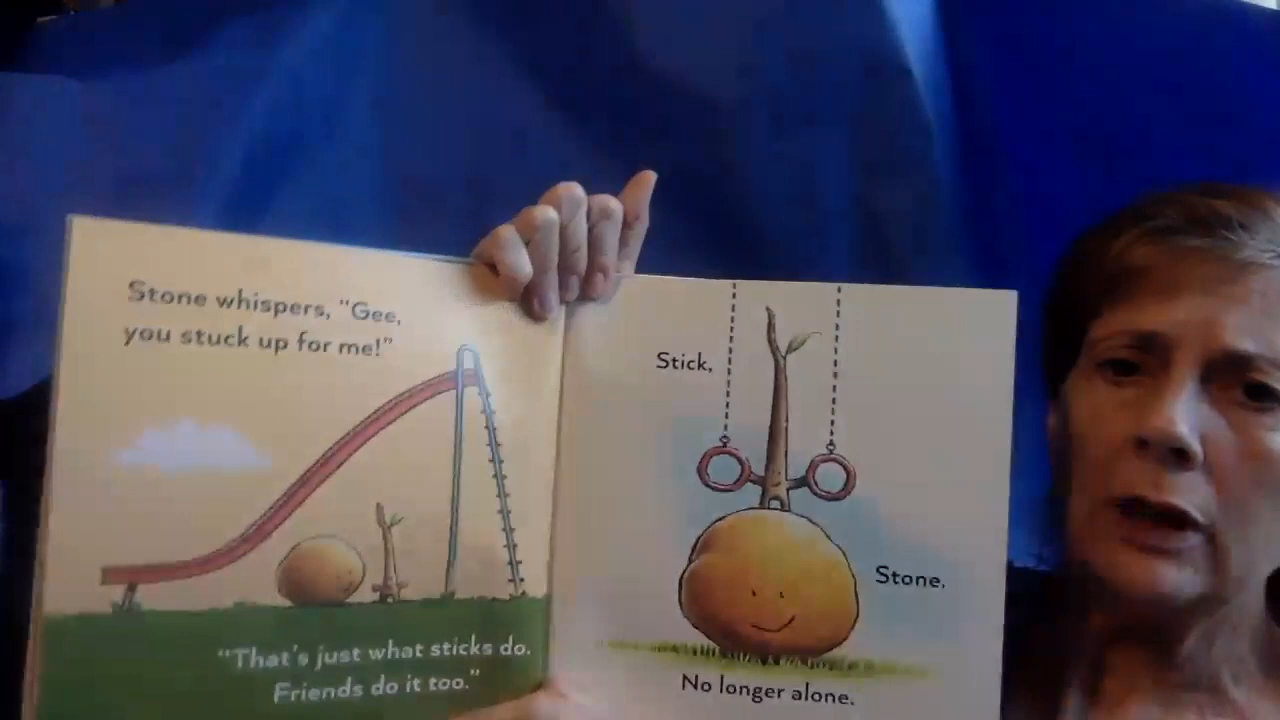 Stone whispers, "Gee,
you stuck up for me!"
"That's just what sticks do.
Friends do it too."
Stick,
Stone.
No longer alone.